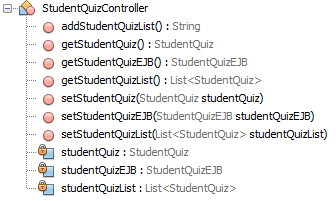 StudentQuizController
addStudentQuizList() : String
getStudentQuiz() : StudentQuiz
getStudentQuizEJB() : StudentQuizEJB
getStudentQuizList() : List<StudentQuiz>
setStudentQuiz(StudentQuiz studentQuiz)
setStudentQuizEJB(StudentQuizEJB studentQuizEJB)
setStudentQuizList(List<StudentQuiz> studentQuizList)
studentQuiz : StudentQuiz
studentQuizEJB : StudentQuizEJB
studentQuizList : List<StudentQuiz>